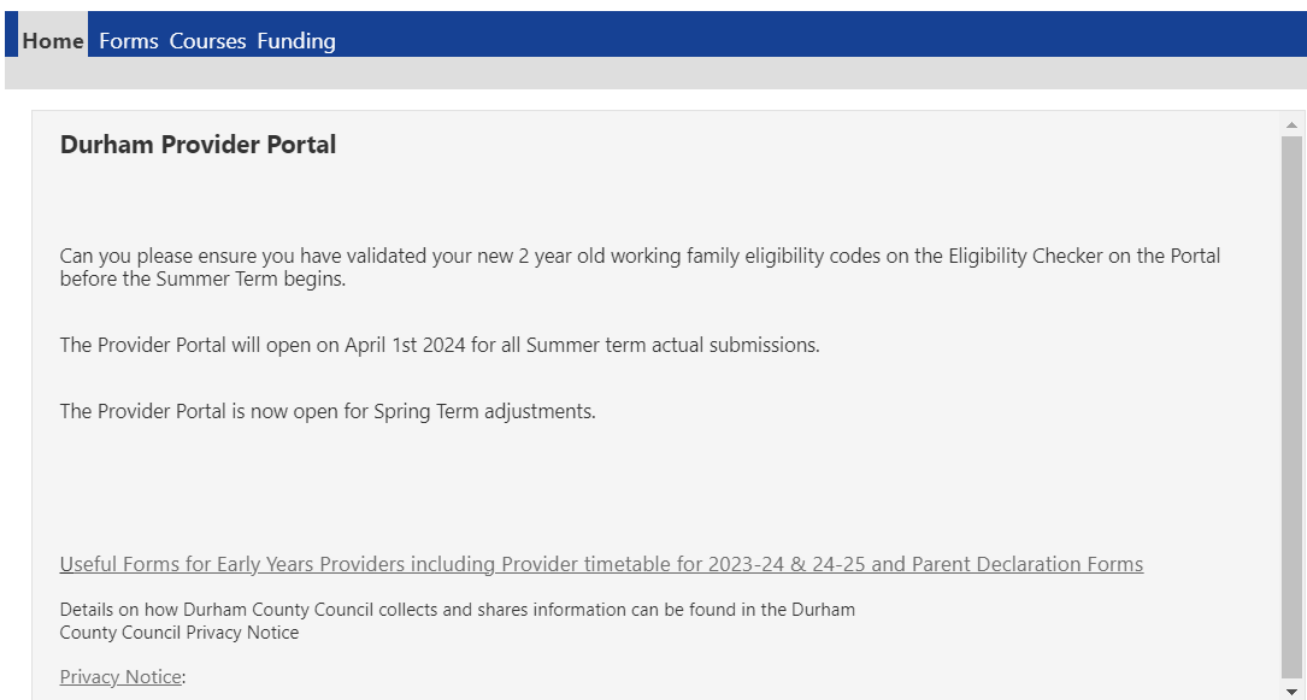 Home Forms Courses Funding
Durham Provider Portal
Can you please ensure you have validated your new 2 year old working family eligibility codes on the Eligibility Checker on the Portal
before the Summer Term begins.
The Provider Portal will open on April 1st 2024 for all Summer term actual submissions.
The Provider Portal is now open for Spring Term adjustments.
Useful Forms for Early Years Providers including Provider timetable for 2023-24 & 24-25 and Parent Declaration Forms
Details on how Durham County Council collects and shares information can be found in the Durham
County Council Privacy Notice
Privacy Notice: